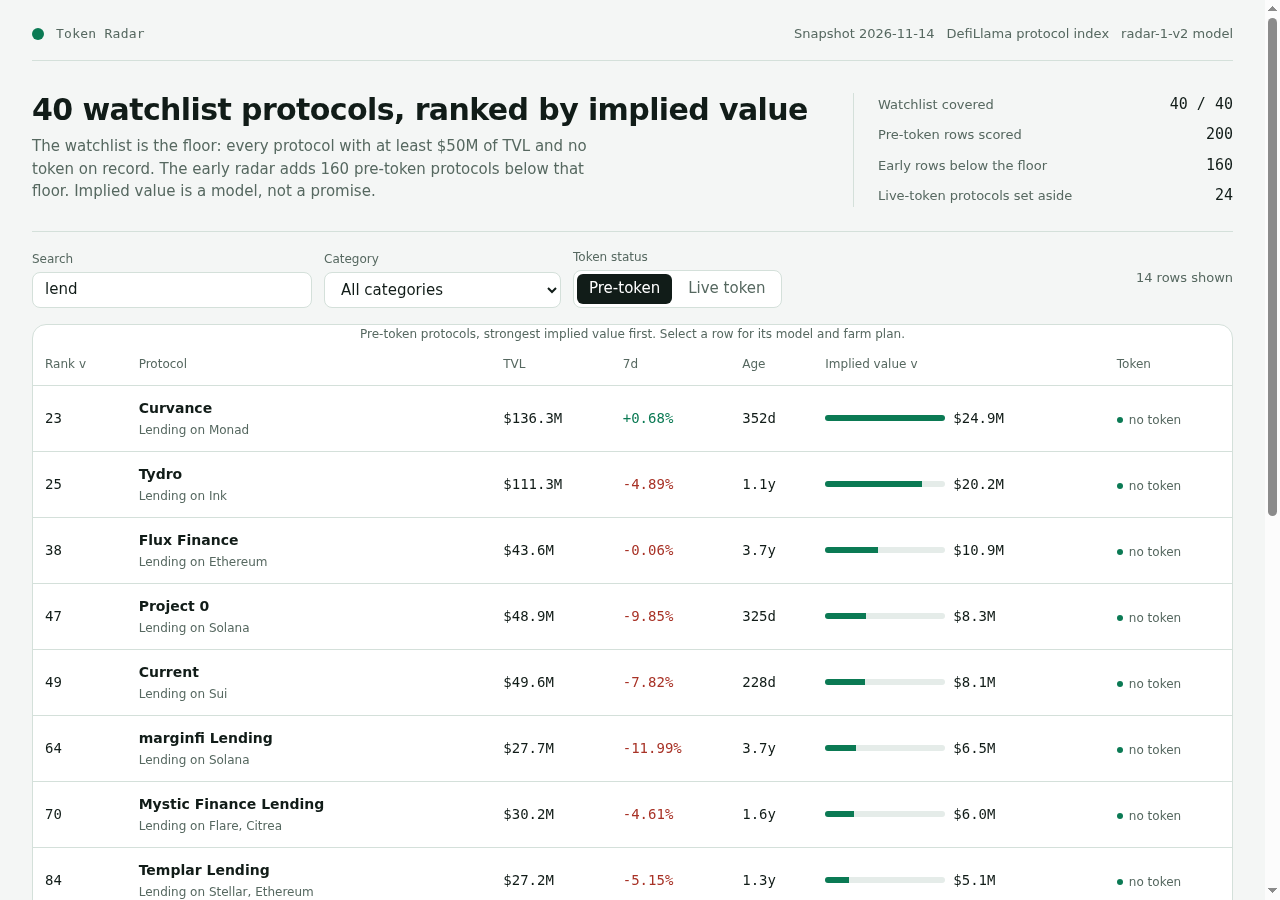 Token Radar
Snapshot 2026-11-14 DefiLlama protocol index radar-1-v2 model
40 watchlist protocols, ranked by implied value
The watchlist is the floor: every protocol with at least $50M of TVL and no
token on record. The early radar adds 160 pre-token protocols below that
floor. Implied value is a model, not a promise.
Watchlist covered 40 / 40
Pre-token rows scored 200
Early rows below the floor 160
Live-token protocols set aside 24
Search
lend
Category
All categories
Token status
Pre-token Live token
14 rows shown
Pre-token protocols, strongest implied value first. Select a row for its model and farm plan.
Rank v Protocol TVL 7d Age Implied value v Token
23 Curvance $136.3M +0.68% 352d $24.9M no token
Lending on Monad
25 Tydro $111.3M -4.89% 1.1y $20.2M no token
Lending on Ink
38 Flux Finance $43.6M -0.06% 3.7y $10.9M no token
Lending on Ethereum
47 Project 0 $48.9M -9.85% 325d $8.3M no token
Lending on Solana
49 Current $49.6M -7.82% 228d $8.1M no token
Lending on Sui
64 marginfi Lending $27.7M -11.99% 3.7y $6.5M no token
Lending on Solana
70 Mystic Finance Lending $30.2M -4.61% 1.6y $6.0M no token
Lending on Flare, Citrea
84 Templar Lending $27.2M -5.15% 1.3y $5.1M no token
Lending on Stellar, Ethereum